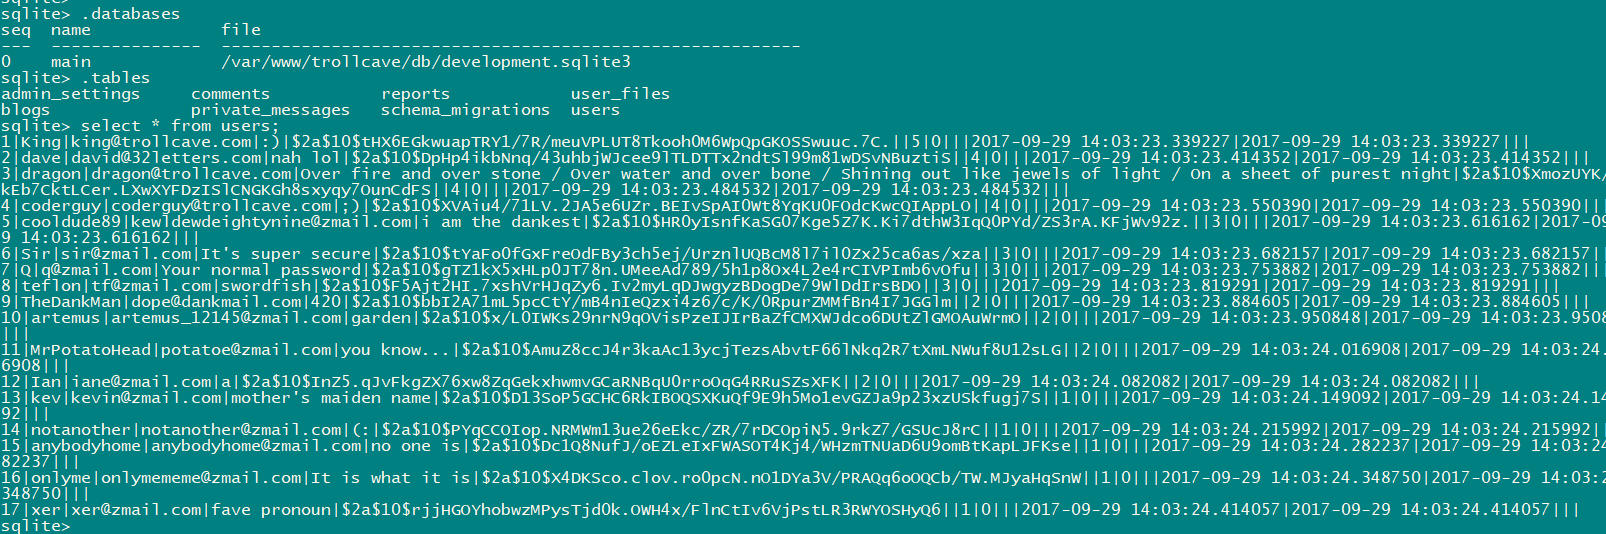 sqlite> .databases
seq  name             file
---  ---------------  ----------------------------------------------------------
0    main             /var/www/trollcave/db/development.sqlite3
sqlite> .tables
admin_settings     comments           reports            user_files
blogs              private_messages   schema_migrations  users
sqlite> select * from users;
1|King|king@trollcave.com|:)|$2a$10$tHX6EGkwuapTRY1/7R/meuVPLUT8Tkooh0M6WpQpGKOSSwuuc.7C.||5|0|||2017-09-29 14:03:23.339227|2017-09-29 14:03:23.339227|||
2|dave|david@32letters.com|nah lol|$2a$10$DpHp4ikbNnq/43uhbjWJcee9lTLDTTx2ndtSl99m81wDSvNBuztiS||4|0|||2017-09-29 14:03:23.414352|2017-09-29 14:03:23.414352|||
3|dragon|dragon@trollcave.com|Over fire and over stone / Over water and over bone / Shining out like jewels of light / On a sheet of purest night|$2a$10$XmozUYK/
kEb7CktLCer.LXwXYFDzISlCNGKGh8sxyqy7OunCdFS||4|0|||2017-09-29 14:03:23.484532|2017-09-29 14:03:23.484532|||
4|coderguy|coderguy@trollcave.com|;)|$2a$10$XVAiu4/71LV.2JA5e6UZr.BEIvSpAI0Wt8YqKU0FOdcKwcQIAppLO||4|0|||2017-09-29 14:03:23.550390|2017-09-29 14:03:23.550390|||
5|cooldude89|kewldewdeightynine@zmail.com|i am the dankest|$2a$10$HR0yIsnfKaSG07Kge5Z7K.Ki7dthW3IqQ0PYd/ZS3rA.KFjWv92z.||3|0|||2017-09-29 14:03:23.616162|2017-09-2
9 14:03:23.616162|||
6|Sir|sir@zmail.com|It's super secure|$2a$10$tYaFo0fGxFreOdFBy3ch5ej/UrznlUQBcM8l7il0Zx25ca6as/xza||3|0|||2017-09-29 14:03:23.682157|2017-09-29 14:03:23.682157|||
7|Q|q@zmail.com|Your normal password|$2a$10$gTZ1kX5xHLp0JT78n.UMeeAd789/5h1p8Ox4L2e4rCIVPImb6vOfu||3|0|||2017-09-29 14:03:23.753882|2017-09-29 14:03:23.753882|||
8|teflon|tf@zmail.com|swordfish|$2a$10$F5Ajt2HI.7xshVrHJqZy6.Iv2myLqDJwgyzBDogDe79WlDdIrsBDO||3|0|||2017-09-29 14:03:23.819291|2017-09-29 14:03:23.819291|||
9|TheDankMan|dope@dankmail.com|420|$2a$10$bbI2A71mL5pcCtY/mB4nIeQzxi4z6/c/K/0RpurZMMfBn4I7JGGlm||2|0|||2017-09-29 14:03:23.884605|2017-09-29 14:03:23.884605|||
10|artemus|artemus_12145@zmail.com|garden|$2a$10$x/L0IWKs29nrN9qOVisPzeIJIrBaZfCMXWJdco6DUtZlGMOAuWrmO||2|0|||2017-09-29 14:03:23.950848|2017-09-29 14:03:23.9508
|||
11|MrPotatoHead|potatoe@zmail.com|you know...|$2a$10$AmuZ8ccJ4r3kaAc13ycjTezsAbvtF66lNkq2R7tXmLNWuf8U12sLG||2|0|||2017-09-29 14:03:24.016908|2017-09-29 14:03:24.
6908|||
12|Ian|iane@zmail.com|a|$2a$10$InZ5.qJvFkgZX76xw8ZqGekxhwmvGCaRNBqU0rroOqG4RRuSZsXFK||2|0|||2017-09-29 14:03:24.082082|2017-09-29 14:03:24.082082|||
13|kev|kevin@zmail.com|mother's maiden name|$2a$10$D13SoP5GCHC6RkIBOQSXKuQf9E9h5Mo1evGZJa9p23xzUSkfugj7S||1|0|||2017-09-29 14:03:24.149092|2017-09-29 14:03:24.14
92|||
14|notanother|notanother@zmail.com|(:|$2a$10$PYqCCOIop.NRMWm13ue26eEkc/ZR/7rDCOpiN5.9rkZ7/GSUcJ8rC||1|0|||2017-09-29 14:03:24.215992|2017-09-29 14:03:24.215992|||
15|anybodyhome|anybodyhome@zmail.com|no one is|$2a$10$Dc1Q8NufJ/oEZLeIxFWASOT4Kj4/WHzmTNUaD6U9omBtKapLJFKse||1|0|||2017-09-29 14:03:24.282237|2017-09-29 14:03:24
82237|||
16|onlyme|onlymememe@zmail.com|It is what it is|$2a$10$X4DKSco.clov.ro0pcN.nO1DYa3V/PRAQq6oOQCb/TW.MJyaHqSnW||1|0|||2017-09-29 14:03:24.348750|2017-09-29 14:03:2
348750|||
17|xer|xer@zmail.com|fave pronoun|$2a$10$rjjHGOYhobwzMPysTjd0k.OWH4x/FlnCtIv6VjPstLR3RWYOSHyQ6||1|0|||2017-09-29 14:03:24.414057|2017-09-29 14:03:24.414057|||
sqlite>